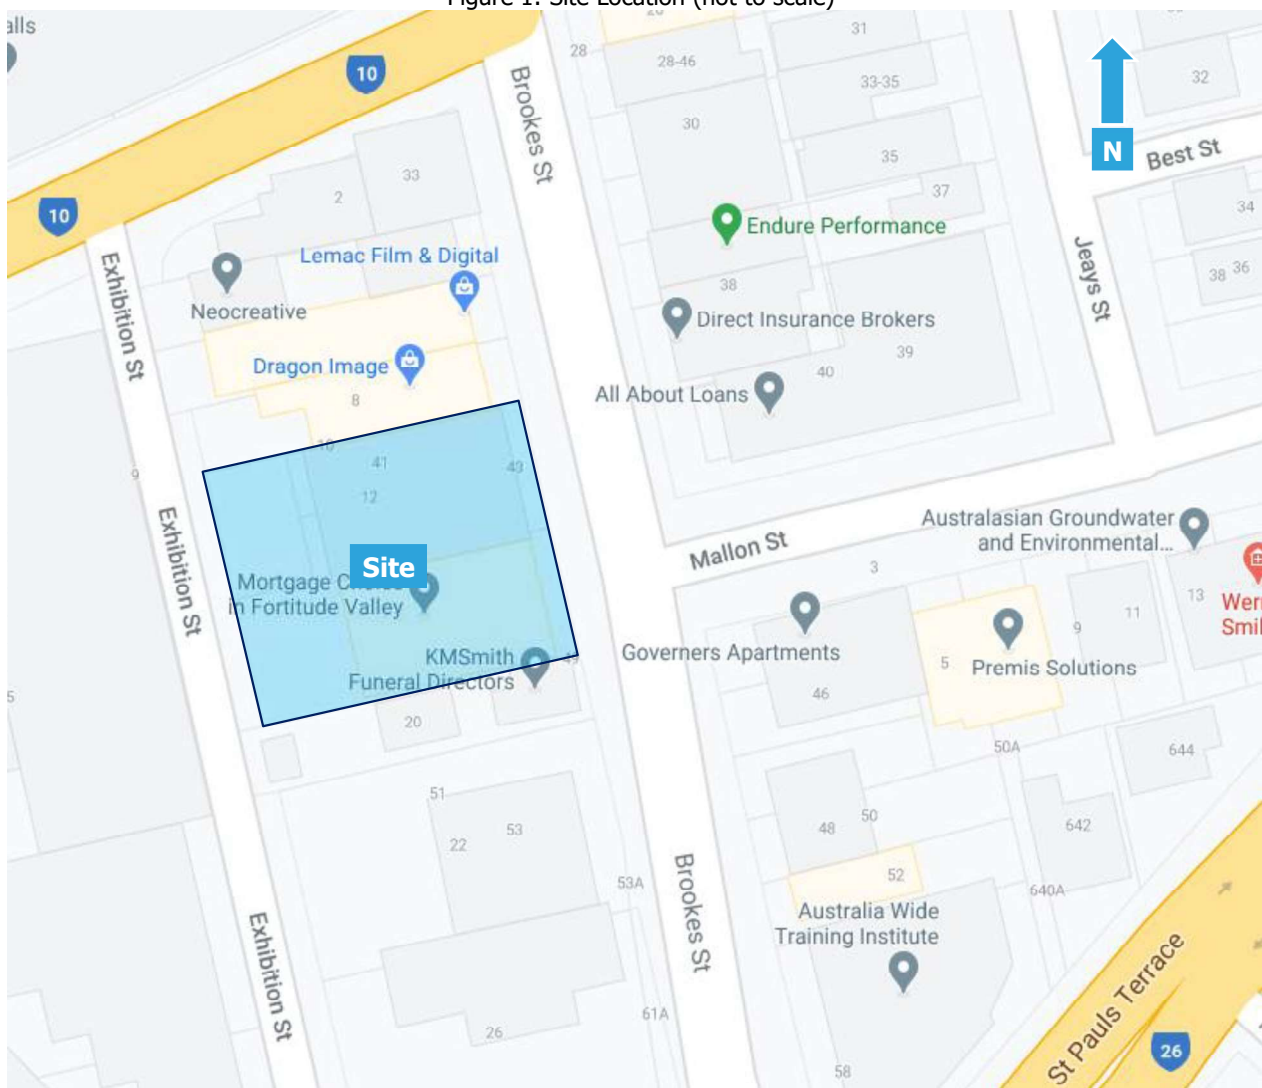 Figure 1: Site Location (not to scale)
alls
10
10
Brookes St
28
28-46
31
33-35
30
35
37
32
N
Best St
34
38
36
33
2
Endure Performance
Lemac Film & Digital
Neocreative
Exhibition St
38
Direct Insurance Brokers
Jeays St
39
40
Dragon Image
8
All About Loans
10
41
43
12
9
Exhibition St
Site
Mortgage
in Fortitude Valley
KMSmith
Funeral Directors
49
20
5
Mallon St
Australasian Groundwater
and Environmental...
3
13
11
9
Wer
Smil
Governers Apartments
46
5
Premis Solutions
50A
644
51
53
22
48
50
642
53A
52
640A
Brookes St
Australia Wide
Training Institute
Exhibition St
26
61A
58
St Pauls Terrace
26